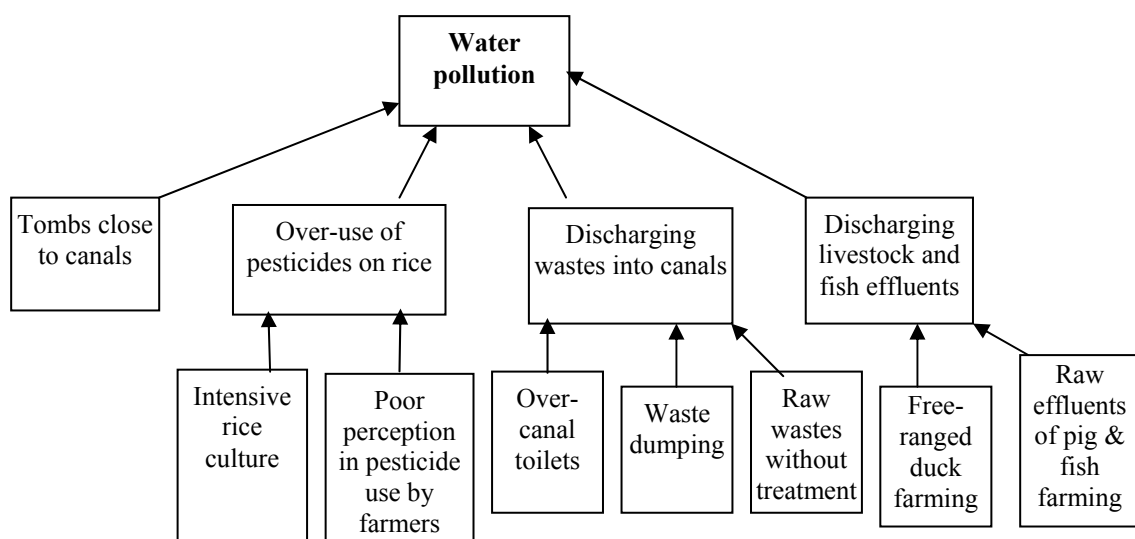 Water
pollution
Tombs close
to canals
Over-use of
pesticides on rice
Discharging
wastes into canals
Discharging
livestock and
fish effluents
Intensive
rice
culture
Poor
perception
in pesticide
use by
farmers
Over-
canal
toilets
Waste
dumping
Raw
wastes
without
treatment
Free-
ranged
duck
farming
Raw
effluents
of pig &
fish
farming